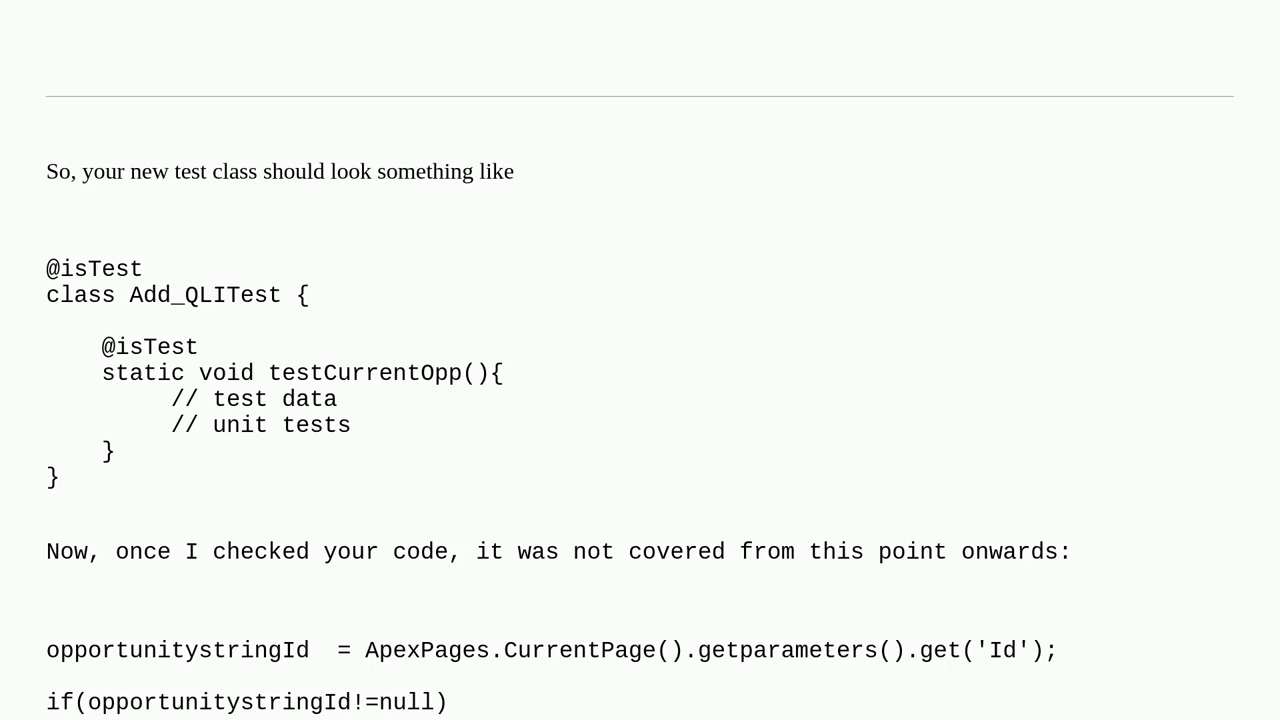 So, your new test class should look something like
@isTest
class Add_QLITest {
    @isTest
    static void testCurrentOpp(){
         // test data
         // unit tests
    }
}
Now, once I checked your code, it was not covered from this point onwards:
opportunitystringId  = ApexPages.CurrentPage().getparameters().get('Id');
if(opportunitystringId!=null)